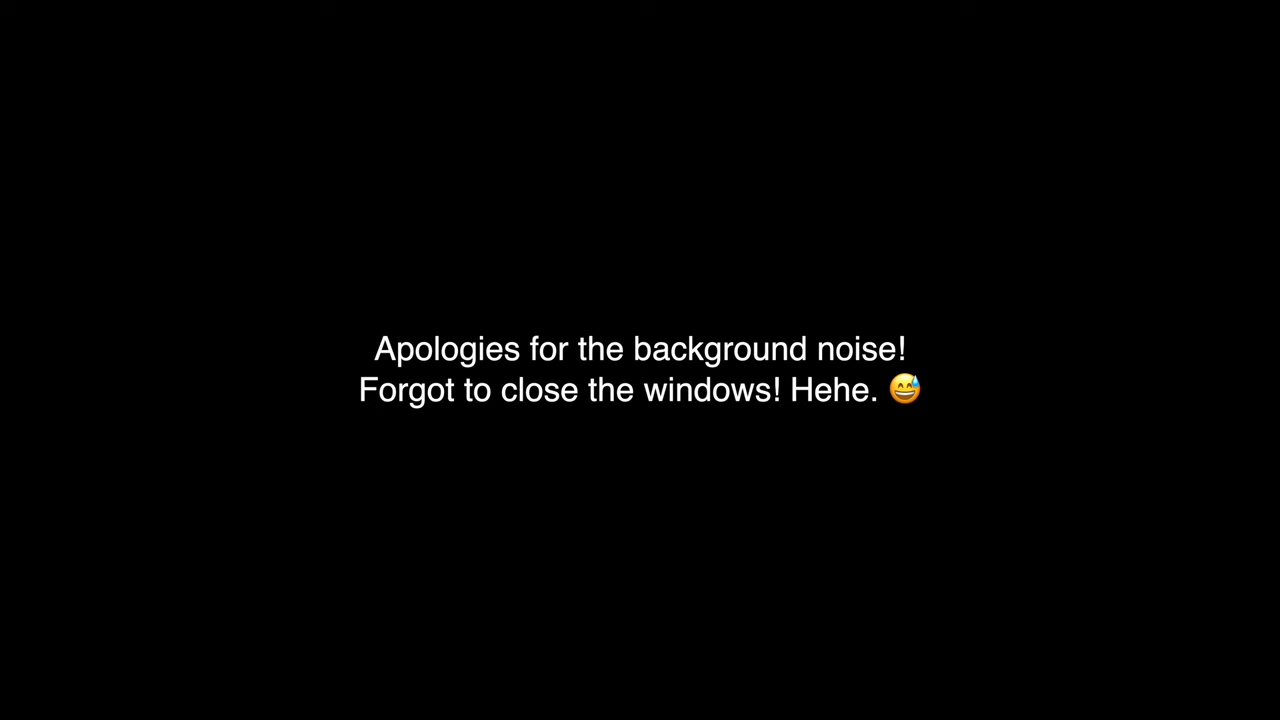 Apologies for the background noise!
Forgot to close the windows! Hehe. 😅